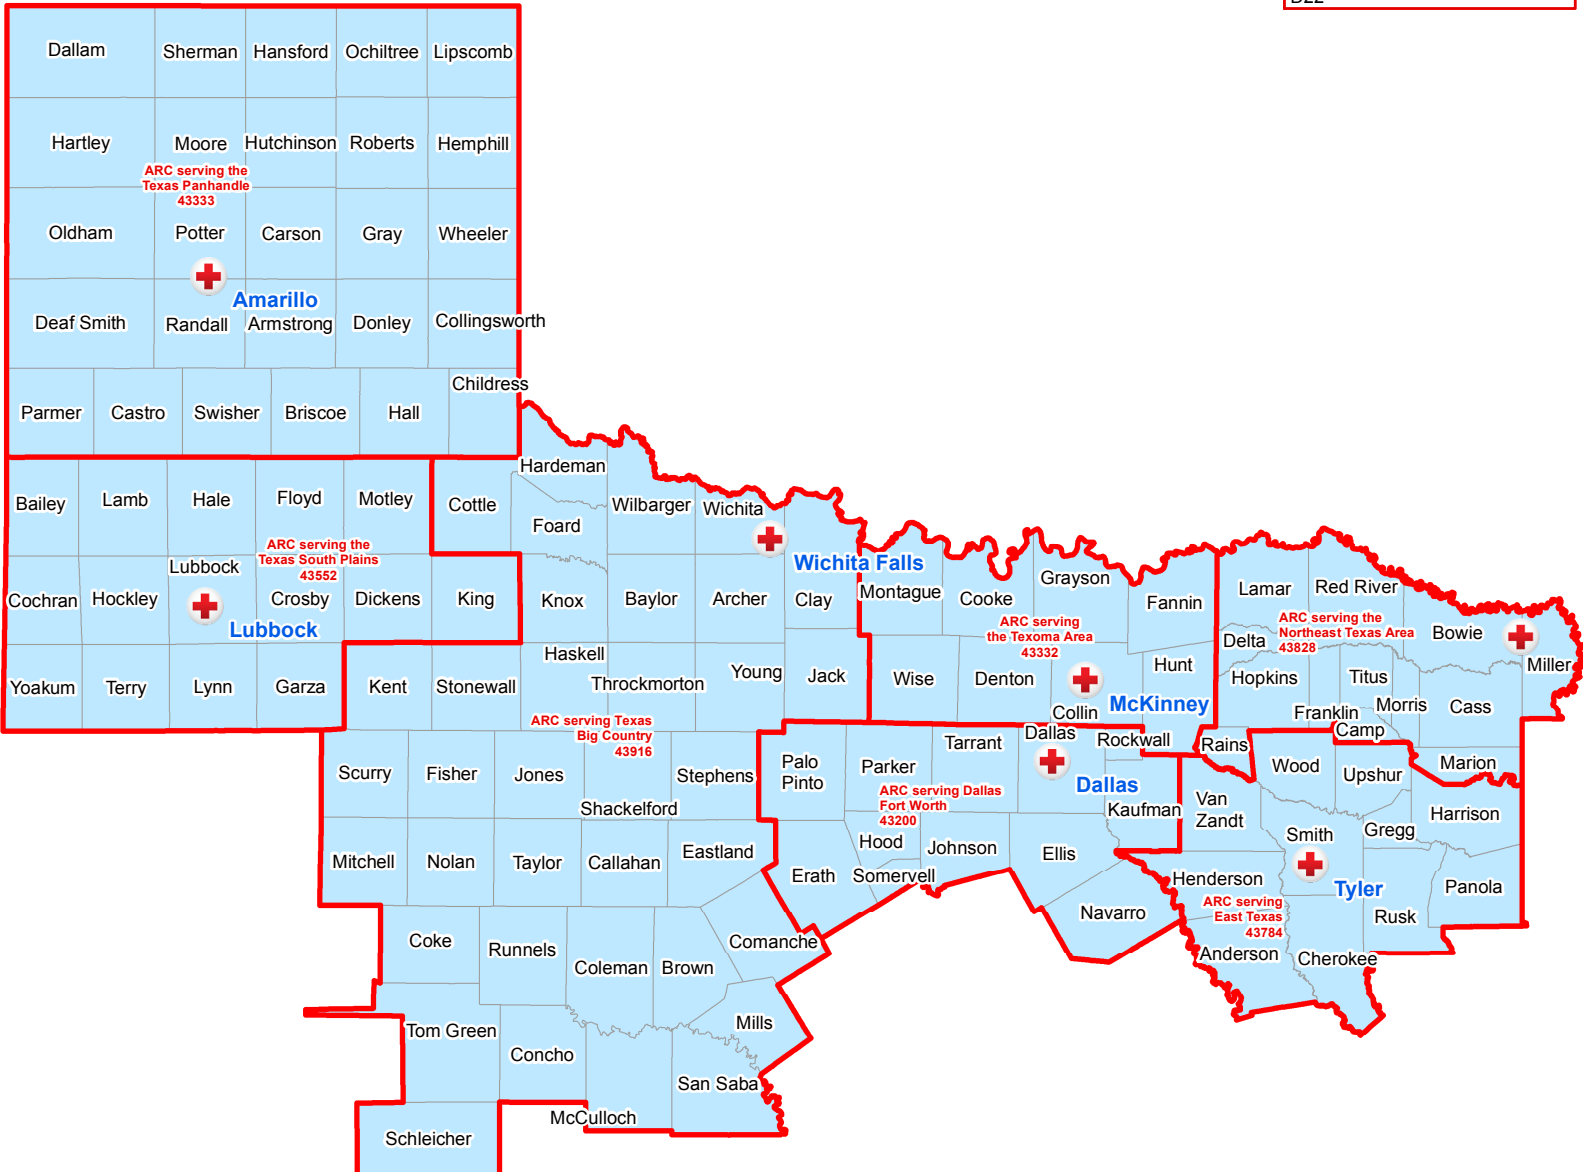 D22
Dallam
Sherman
Hansford
Ochiltree
Lipscomb
Hartley
Moore
Hutchinson
Roberts
Hemphill
ARC serving the
Texas Panhandle
43333
Oldham
Potter
Carson
Gray
Wheeler
Amarillo
Deaf Smith
Randall
Armstrong
Donley
Collingsworth
Childress
Parmer
Castro
Swisher
Briscoe
Hall
Hardeman
Bailey
Lamb
Hale
Floyd
Motley
Cottle
Wilbarger
Wichita
Foard
ARC serving the
Texas South Plains
43552
Lubbock
Wichita Falls
Cochran
Hockley
Crosby
Dickens
King
Knox
Baylor
Archer
Clay
Lubbock
Montague
Cooke
Grayson
Fannin
ARC serving
the Texoma Area
43332
Lamar
Red River
ARC serving the
Northeast Texas Area
43828
Bowie
Delta
Miller
Haskell
Yoakum
Terry
Lynn
Garza
Kent
Stonewall
Throckmorton
Young
Jack
Wise
Denton
Hunt
Collin
McKinney
Hopkins
Titus
Franklin
Morris
Cass
Camp
ARC serving Texas
Big Country
43916
Scurry
Fisher
Jones
Shackelford
Stephens
Palo
Pinto
Parker
Tarrant
Dallas
Rockwall
Rains
Wood
Upshur
Marion
ARC serving Dallas
Fort Worth
43200
Dallas
Kaufman
Van
Zandt
Smith
Gregg
Harrison
Mitchell
Nolan
Taylor
Callahan
Eastland
Erath
Hood
Somervell
Johnson
Ellis
Henderson
Tyler
Panola
Navarro
ARC serving
East Texas
43784
Rusk
Anderson
Cherokee
Coke
Runnels
Coleman
Brown
Comanche
Tom Green
Concho
Mills
San Saba
McCulloch
Schleicher